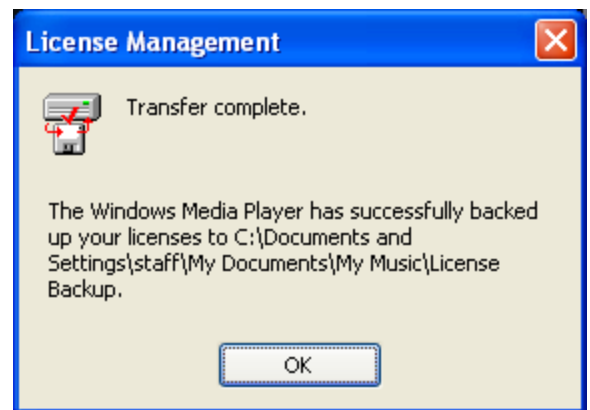 License Management
Transfer complete.
The Windows Media Player has successfully backed
up your licenses to C:\Documents and
Settings\staff\My Documents\My Music\License
Backup.
OK